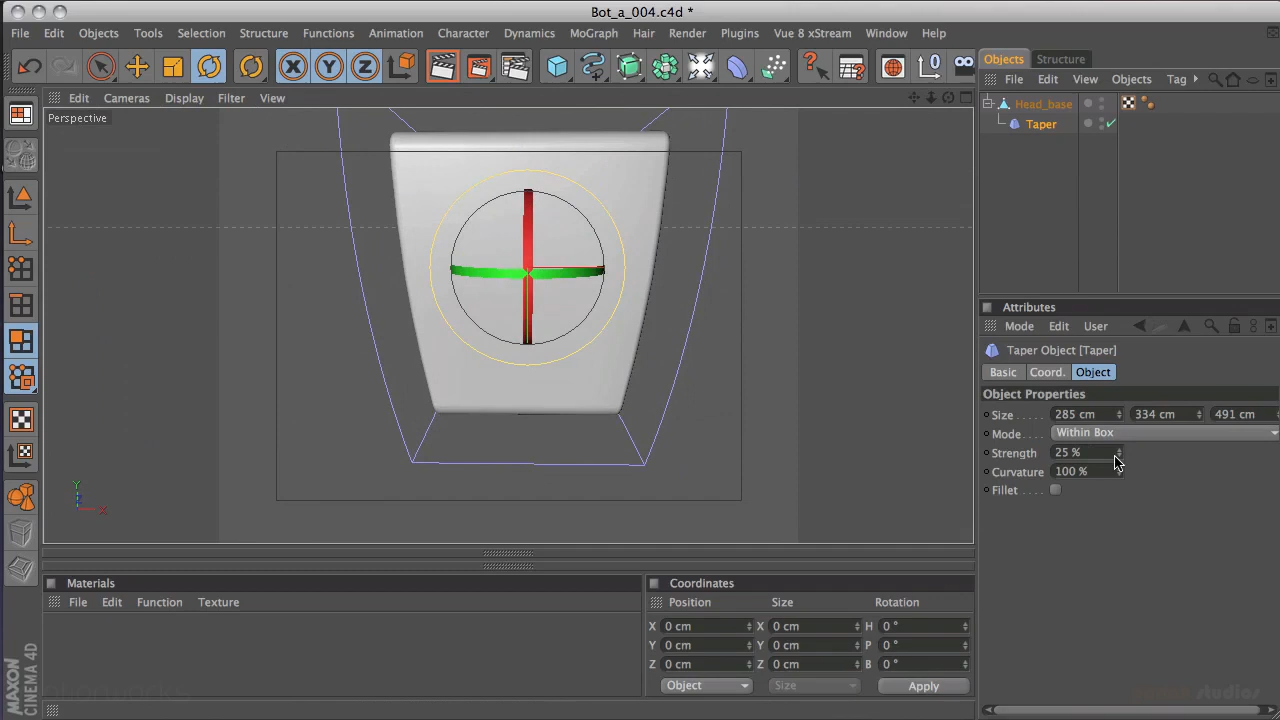 Bot_a_004.c4d *
File Edit Objects Tools Selection Structure Functions Animation Character Dynamics MoGraph Hair Render Plugins Vue 8 xStream Window Help
X Y Z
Objects Structure
File Edit View Objects Tag
Edit Cameras Display Filter View
Perspective
Head_base
Taper
Attributes
Mode Edit User
Taper Object [Taper]
Basic Coord. Object
Object Properties
Size . . . . . 285 cm 334 cm 491 cm
Mode . . . . Within Box
Strength 25 %
Curvature 100 %
Fillet . . . .
Y
X
Materials
File Edit Function Texture
Coordinates
Position Size Rotation
X 0 cm X 0 cm H 0 °
Y 0 cm Y 0 cm P 0 °
Z 0 cm Z 0 cm B 0 °
Object Size Apply
MAXON
CINEMA 4D
studios